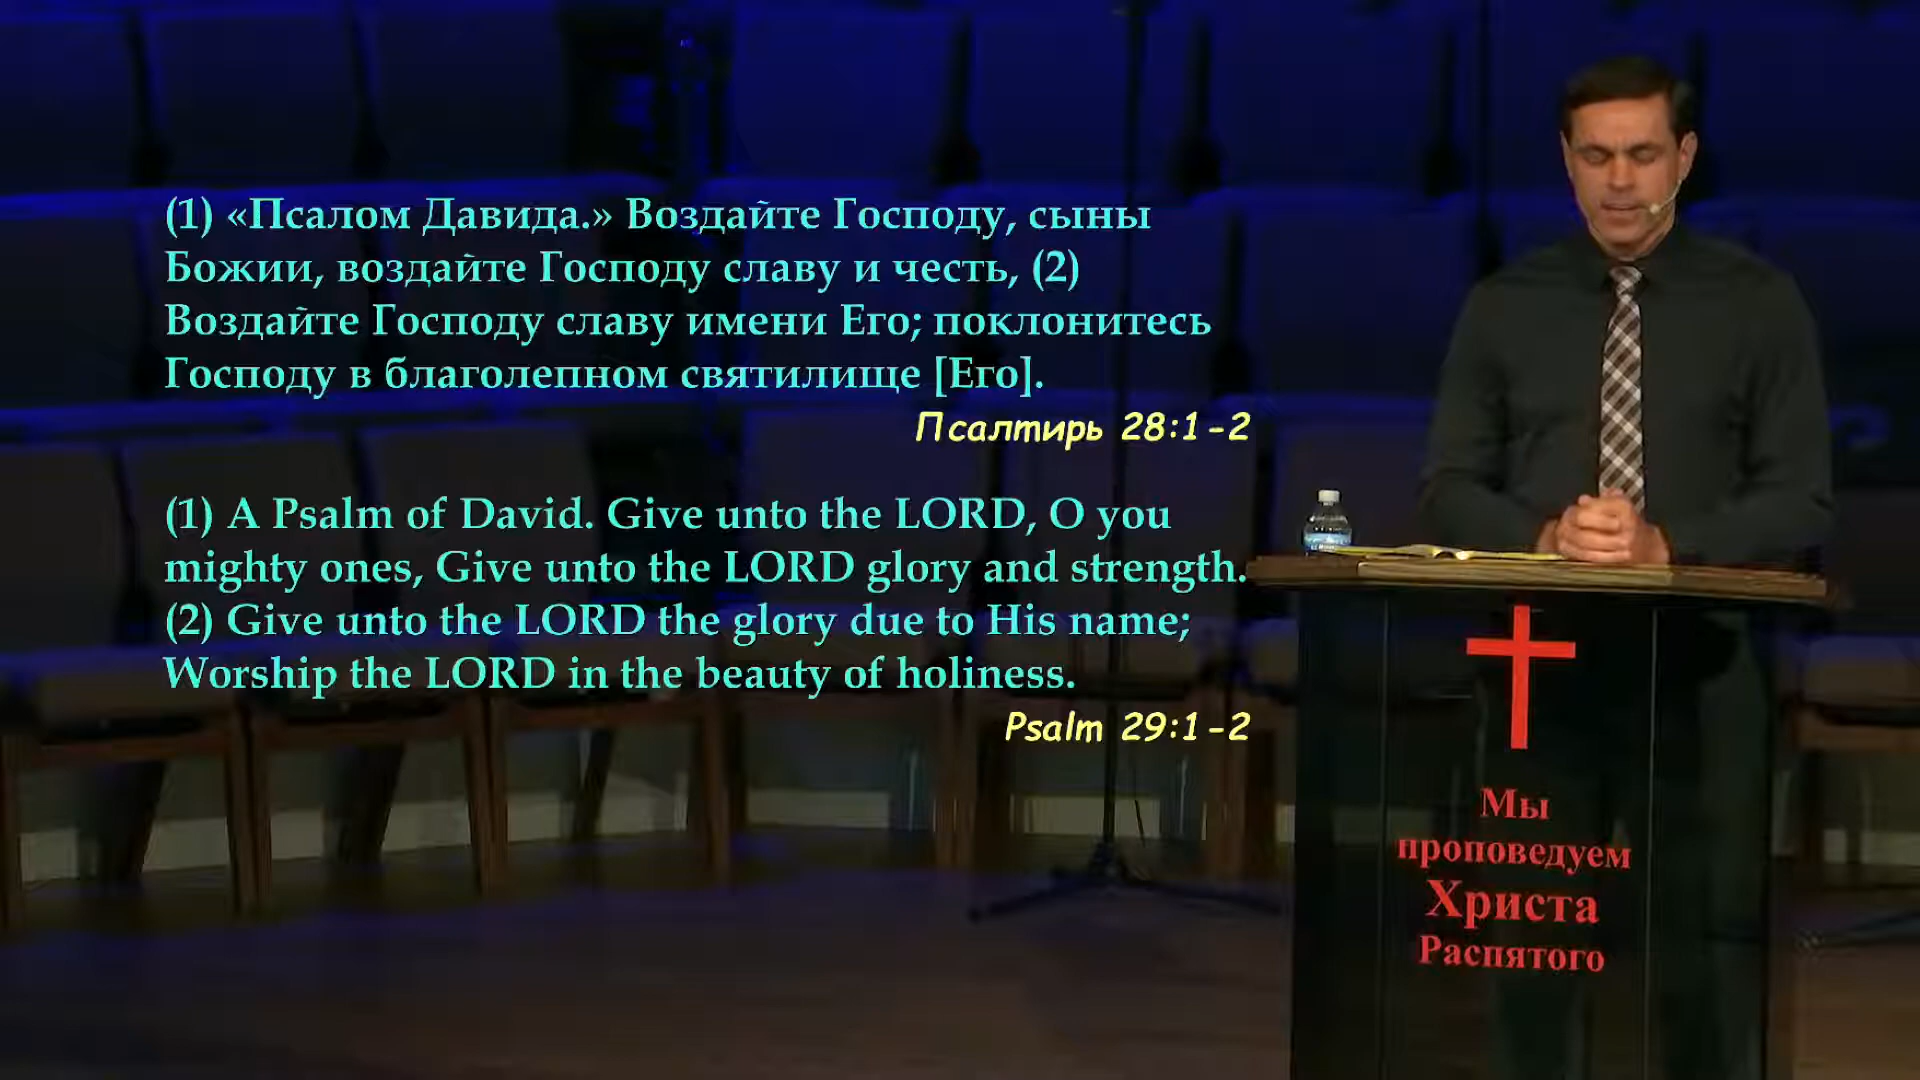 (1) «Псалом Давида.» Воздайте Господу, сыны
Божии, воздайте Господу славу и честь, (2)
Воздайте Господу славу имени Его; поклонитесь
Господу в благолепном святилище [Его].
Псалтирь 28:1-2
(1) A Psalm of David. Give unto the LORD, O you
mighty ones, Give unto the LORD glory and strength.
(2) Give unto the LORD the glory due to His name;
Worship the LORD in the beauty of holiness.
Psalm 29:1-2
Мы
проповедуем
Христа
Распятого